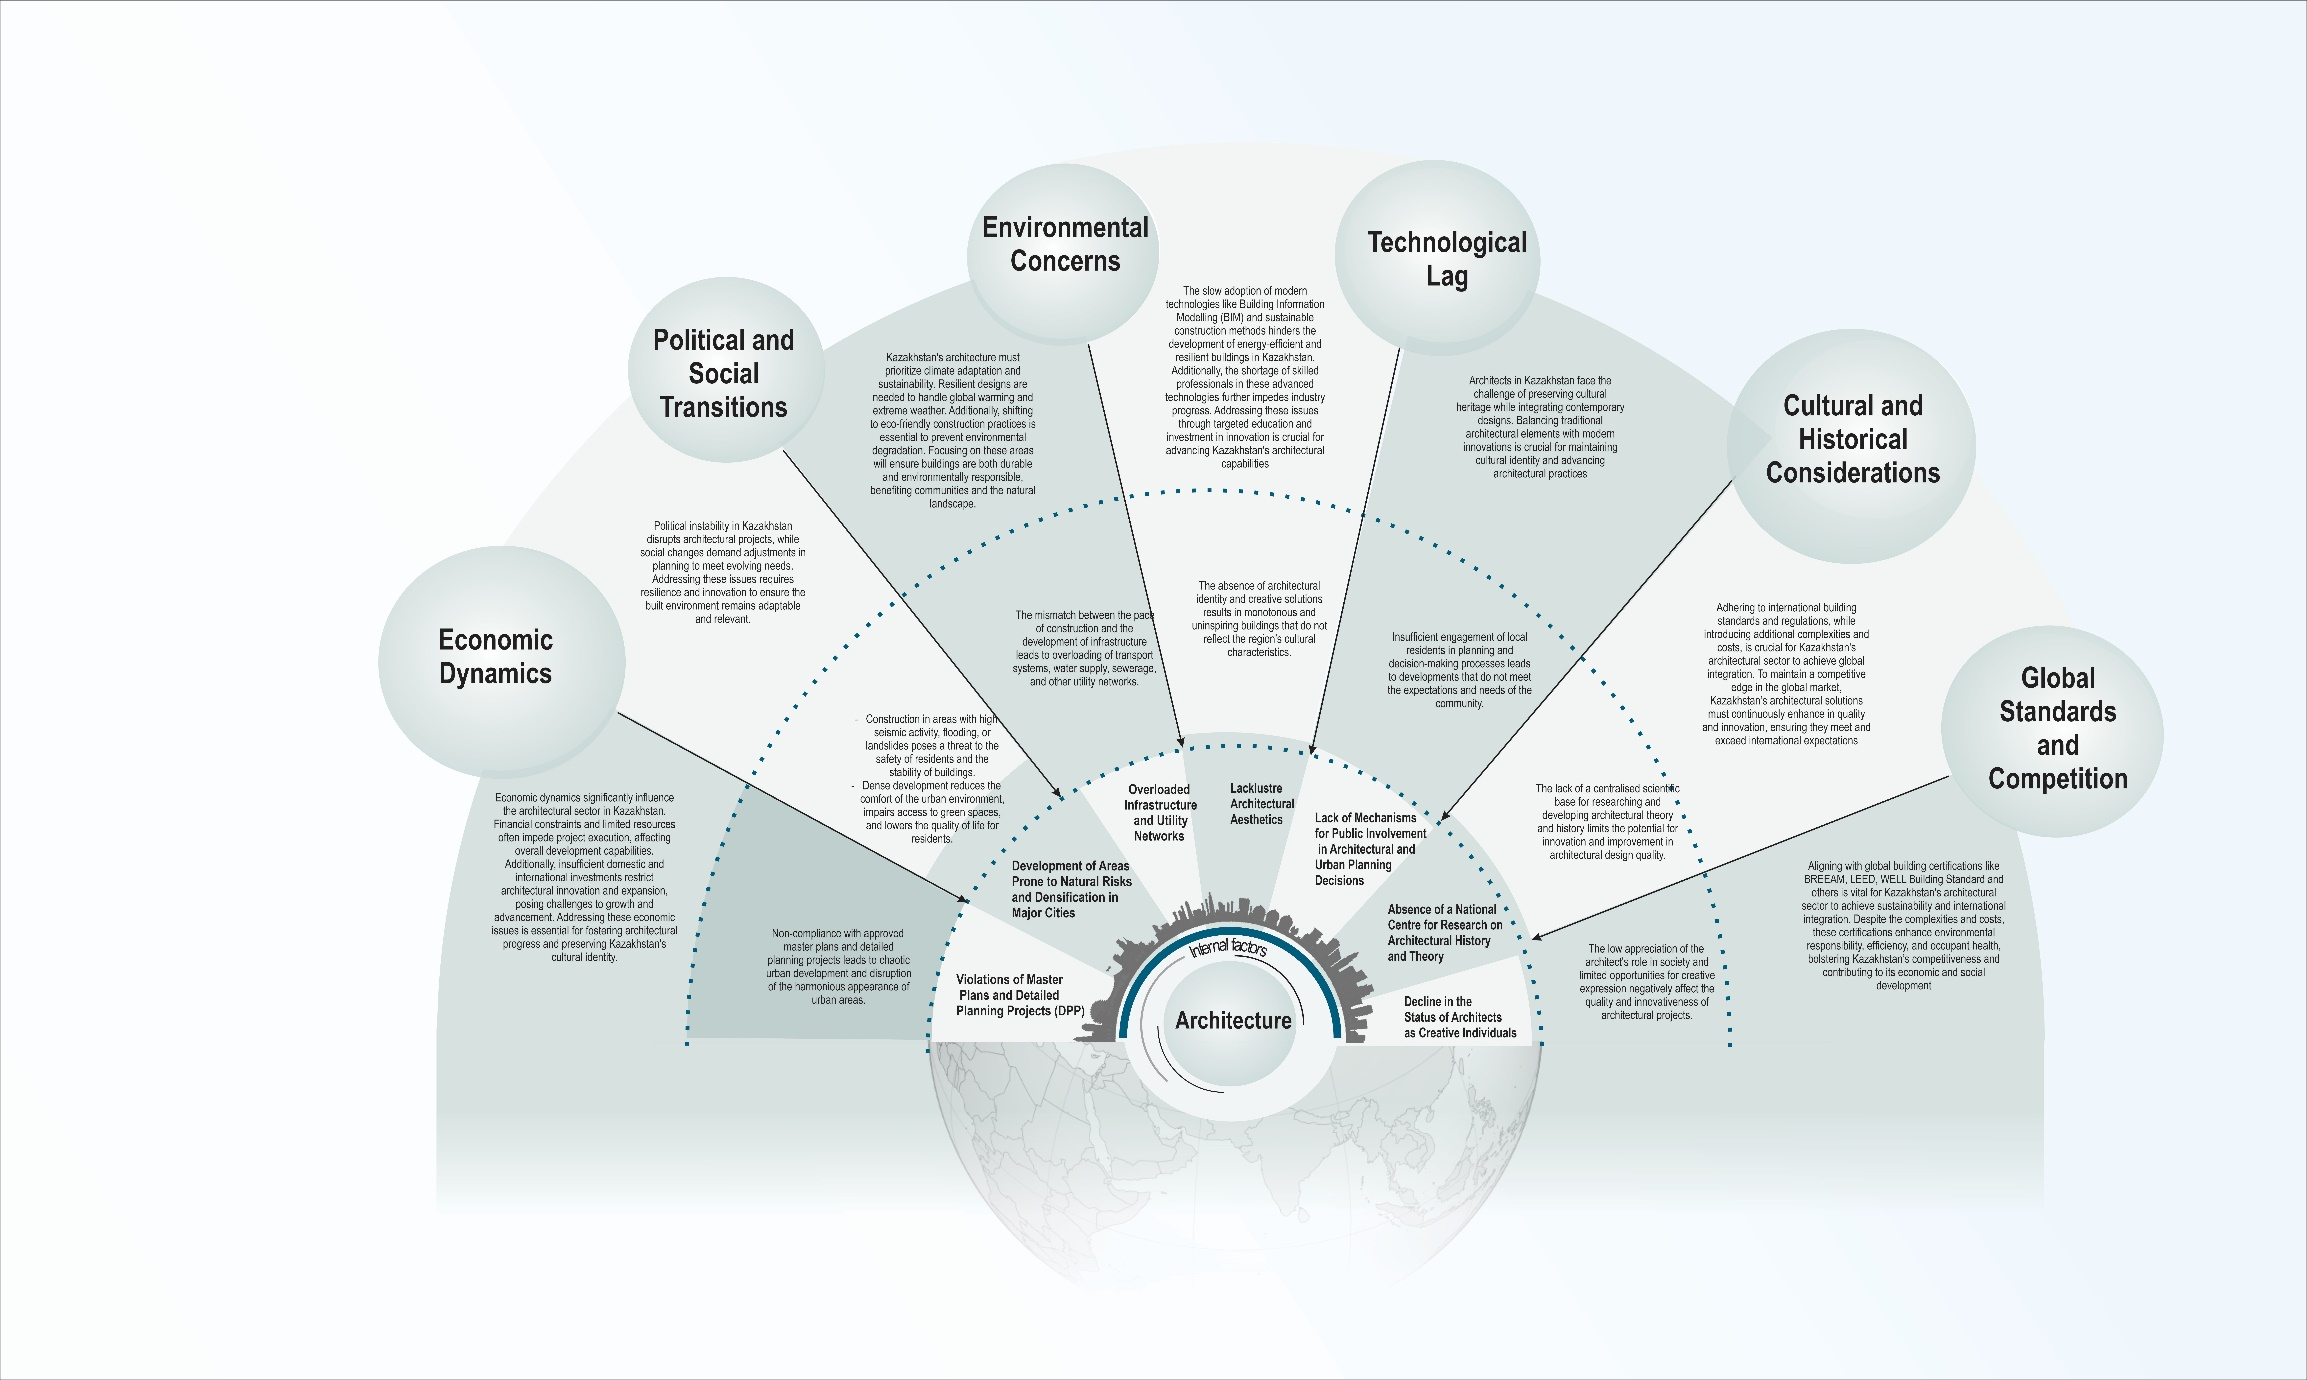 Environmental
Concerns
Technological
Lag
Political and
Social
Transitions
Cultural and
Historical
Considerations
Economic
Dynamics
Global
Standards
and
Competition
Economic dynamics significantly influence
the architectural sector in Kazakhstan.
Financial constraints and limited resources
often impede project execution, affecting
overall development capabilities.
Additionally, insufficient domestic and
international investments restrict
architectural innovation and expansion,
posing challenges to growth and
advancement. Addressing these economic
issues is essential for fostering architectural
progress and preserving Kazakhstan's
cultural identity.
Political instability in Kazakhstan
disrupts architectural projects, while
social changes demand adjustments in
planning to meet evolving needs.
Addressing these issues requires
resilience and innovation to ensure the
built environment remains adaptable
and relevant.
Kazakhstan's architecture must
prioritize climate adaptation and
sustainability. Resilient designs are
needed to handle global warming and
extreme weather. Additionally, shifting
to eco-friendly construction practices is
essential to prevent environmental
degradation. Focusing on these areas
will ensure buildings are both durable
and environmentally responsible,
benefiting communities and the natural
landscape.
The slow adoption of modern
technologies like Building Information
Modelling (BIM) and sustainable
construction methods hinders the
development of energy-efficient and
resilient buildings in Kazakhstan.
Additionally, the shortage of skilled
professionals in these advanced
technologies further impedes industry
progress. Addressing these issues
through targeted education and
investment in innovation is crucial for
advancing Kazakhstan's architectural
capabilities
Architects in Kazakhstan face the
challenge of preserving cultural
heritage while integrating contemporary
designs. Balancing traditional
architectural elements with modern
innovations is crucial for maintaining
cultural identity and advancing
architectural practices
Adhering to international building
standards and regulations, while
introducing additional complexities and
costs, is crucial for Kazakhstan's
architectural sector to achieve global
integration. To maintain a competitive
edge in the global market,
Kazakhstan's architectural solutions
must continuously enhance in quality
and innovation, ensuring they meet and
exceed international expectations
Aligning with global building certifications like
BREEAM, LEED, WELL Building Standard and
others is vital for Kazakhstan's architectural
sector to achieve sustainability and international
integration. Despite the complexities and costs,
these certifications enhance environmental
responsibility, efficiency, and occupant health,
bolstering Kazakhstan's competitiveness and
contributing to its economic and social
development
Non-compliance with approved
master plans and detailed
planning projects leads to chaotic
urban development and disruption
of the harmonious appearance of
urban areas.
- Construction in areas with high
seismic activity, flooding, or
landslides poses a threat to the
safety of residents and the
stability of buildings.
- Dense development reduces the
comfort of the urban environment,
impairs access to green spaces,
and lowers the quality of life for
residents.
The mismatch between the pace
of construction and the
development of infrastructure
leads to overloading of transport
systems, water supply, sewerage,
and other utility networks.
The absence of architectural
identity and creative solutions
results in monotonous and
uninspiring buildings that do not
reflect the region's cultural
characteristics.
Insufficient engagement of local
residents in planning and
decision-making processes leads
to developments that do not meet
the expectations and needs of the
community.
The lack of a centralised scientific
base for researching and
developing architectural theory
and history limits the potential for
innovation and improvement in
architectural design quality.
The low appreciation of the
architect's role in society and
limited opportunities for creative
expression negatively affect the
quality and innovativeness of
architectural projects.
Violations of Master
Plans and Detailed
Planning Projects (DPP)
Development of Areas
Prone to Natural Risks
and Densification in
Major Cities
Overloaded
Infrastructure
and Utility
Networks
Lacklustre
Architectural
Aesthetics
Lack of Mechanisms
for Public Involvement
in Architectural and
Urban Planning
Decisions
Absence of a National
Centre for Research on
Architectural History
and Theory
Decline in the
Status of Architects
as Creative Individuals
Internal factors
Architecture